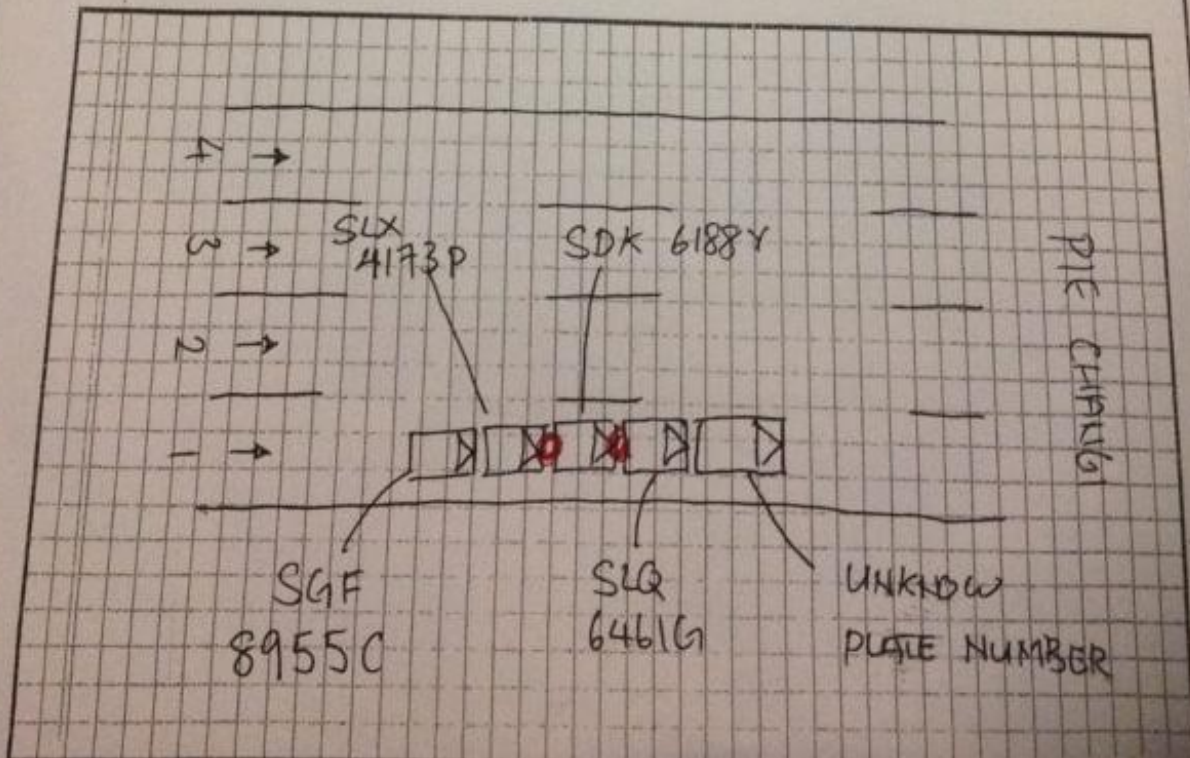 4
3
SLX
4173P
SDK 6188Y
2
1
PIE CHANGI
SGF
8955C
SLQ
6461G
UNKNOW
PLATE NUMBER